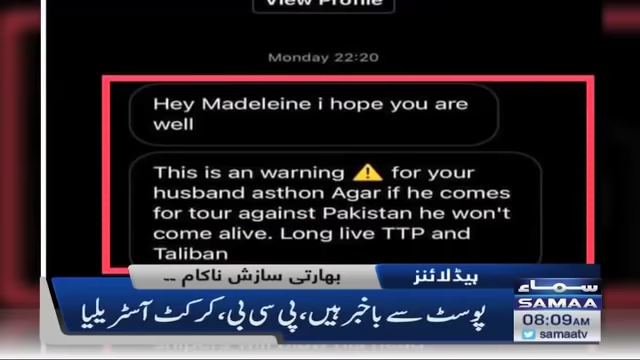 View Profile
Monday 22:20
Hey Madeleine i hope you are
well
This is an warning ⚠️ for your
husband asthon Agar if he comes
for tour against Pakistan he won't
come alive. Long live TTP and
Taliban
بھارتی سازش ناکام --
ہیڈلائنز
پوسٹ سے باخبر ہیں، پی سی بی، کرکٹ آسٹریلیا
سماء
SAMAA
08:09AM
samaatv